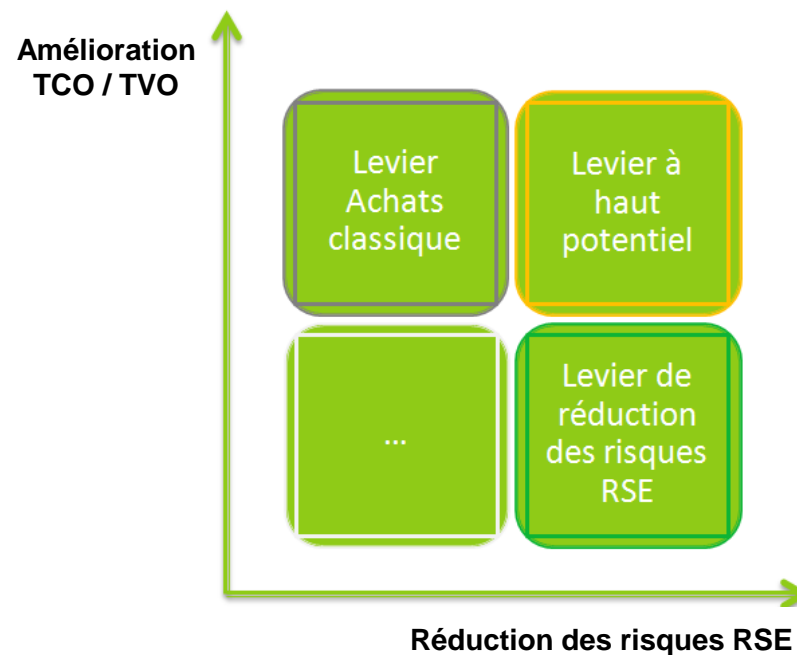 Amélioration
TCO / TVO
Levier
Achats
classique
Levier à
haut
potentiel
...
Levier de
réduction
des risques
RSE
Réduction des risques RSE